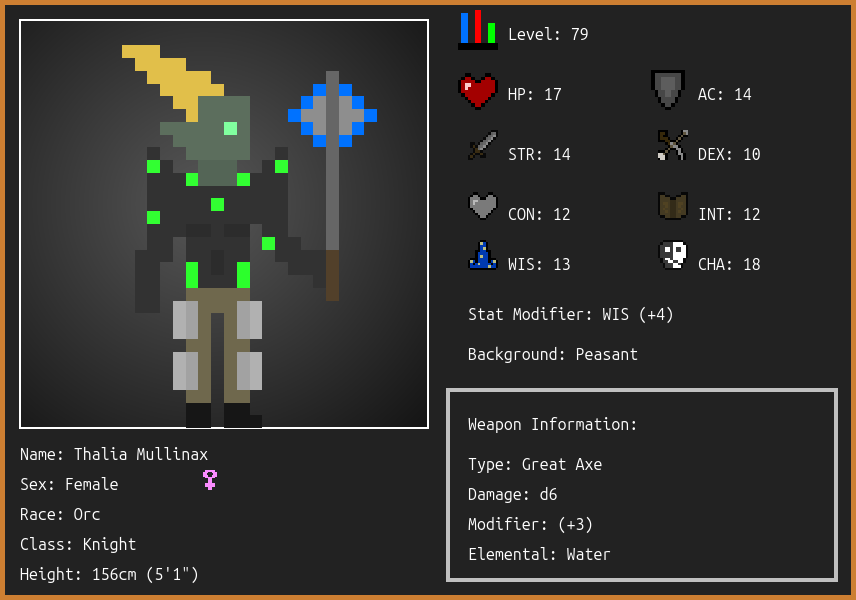 Level: 79
HP: 17
AC: 14
STR: 14
DEX: 10
CON: 12
INT: 12
WIS: 13
CHA: 18
Stat Modifier: WIS (+4)
Background: Peasant
Weapon Information:
Type: Great Axe
Damage: d6
Modifier: (+3)
Elemental: Water
Name: Thalia Mullinax
Sex: Female
Race: Orc
Class: Knight
Height: 156cm (5'1")